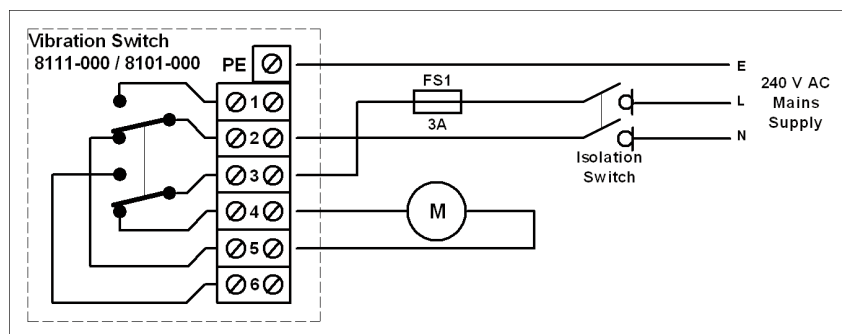 Vibration Switch
8111-000 / 8101-000
PE
1
2
3
4
5
6
FS1
3A
M
Isolation
Switch
E
L
N
240 V AC
Mains
Supply